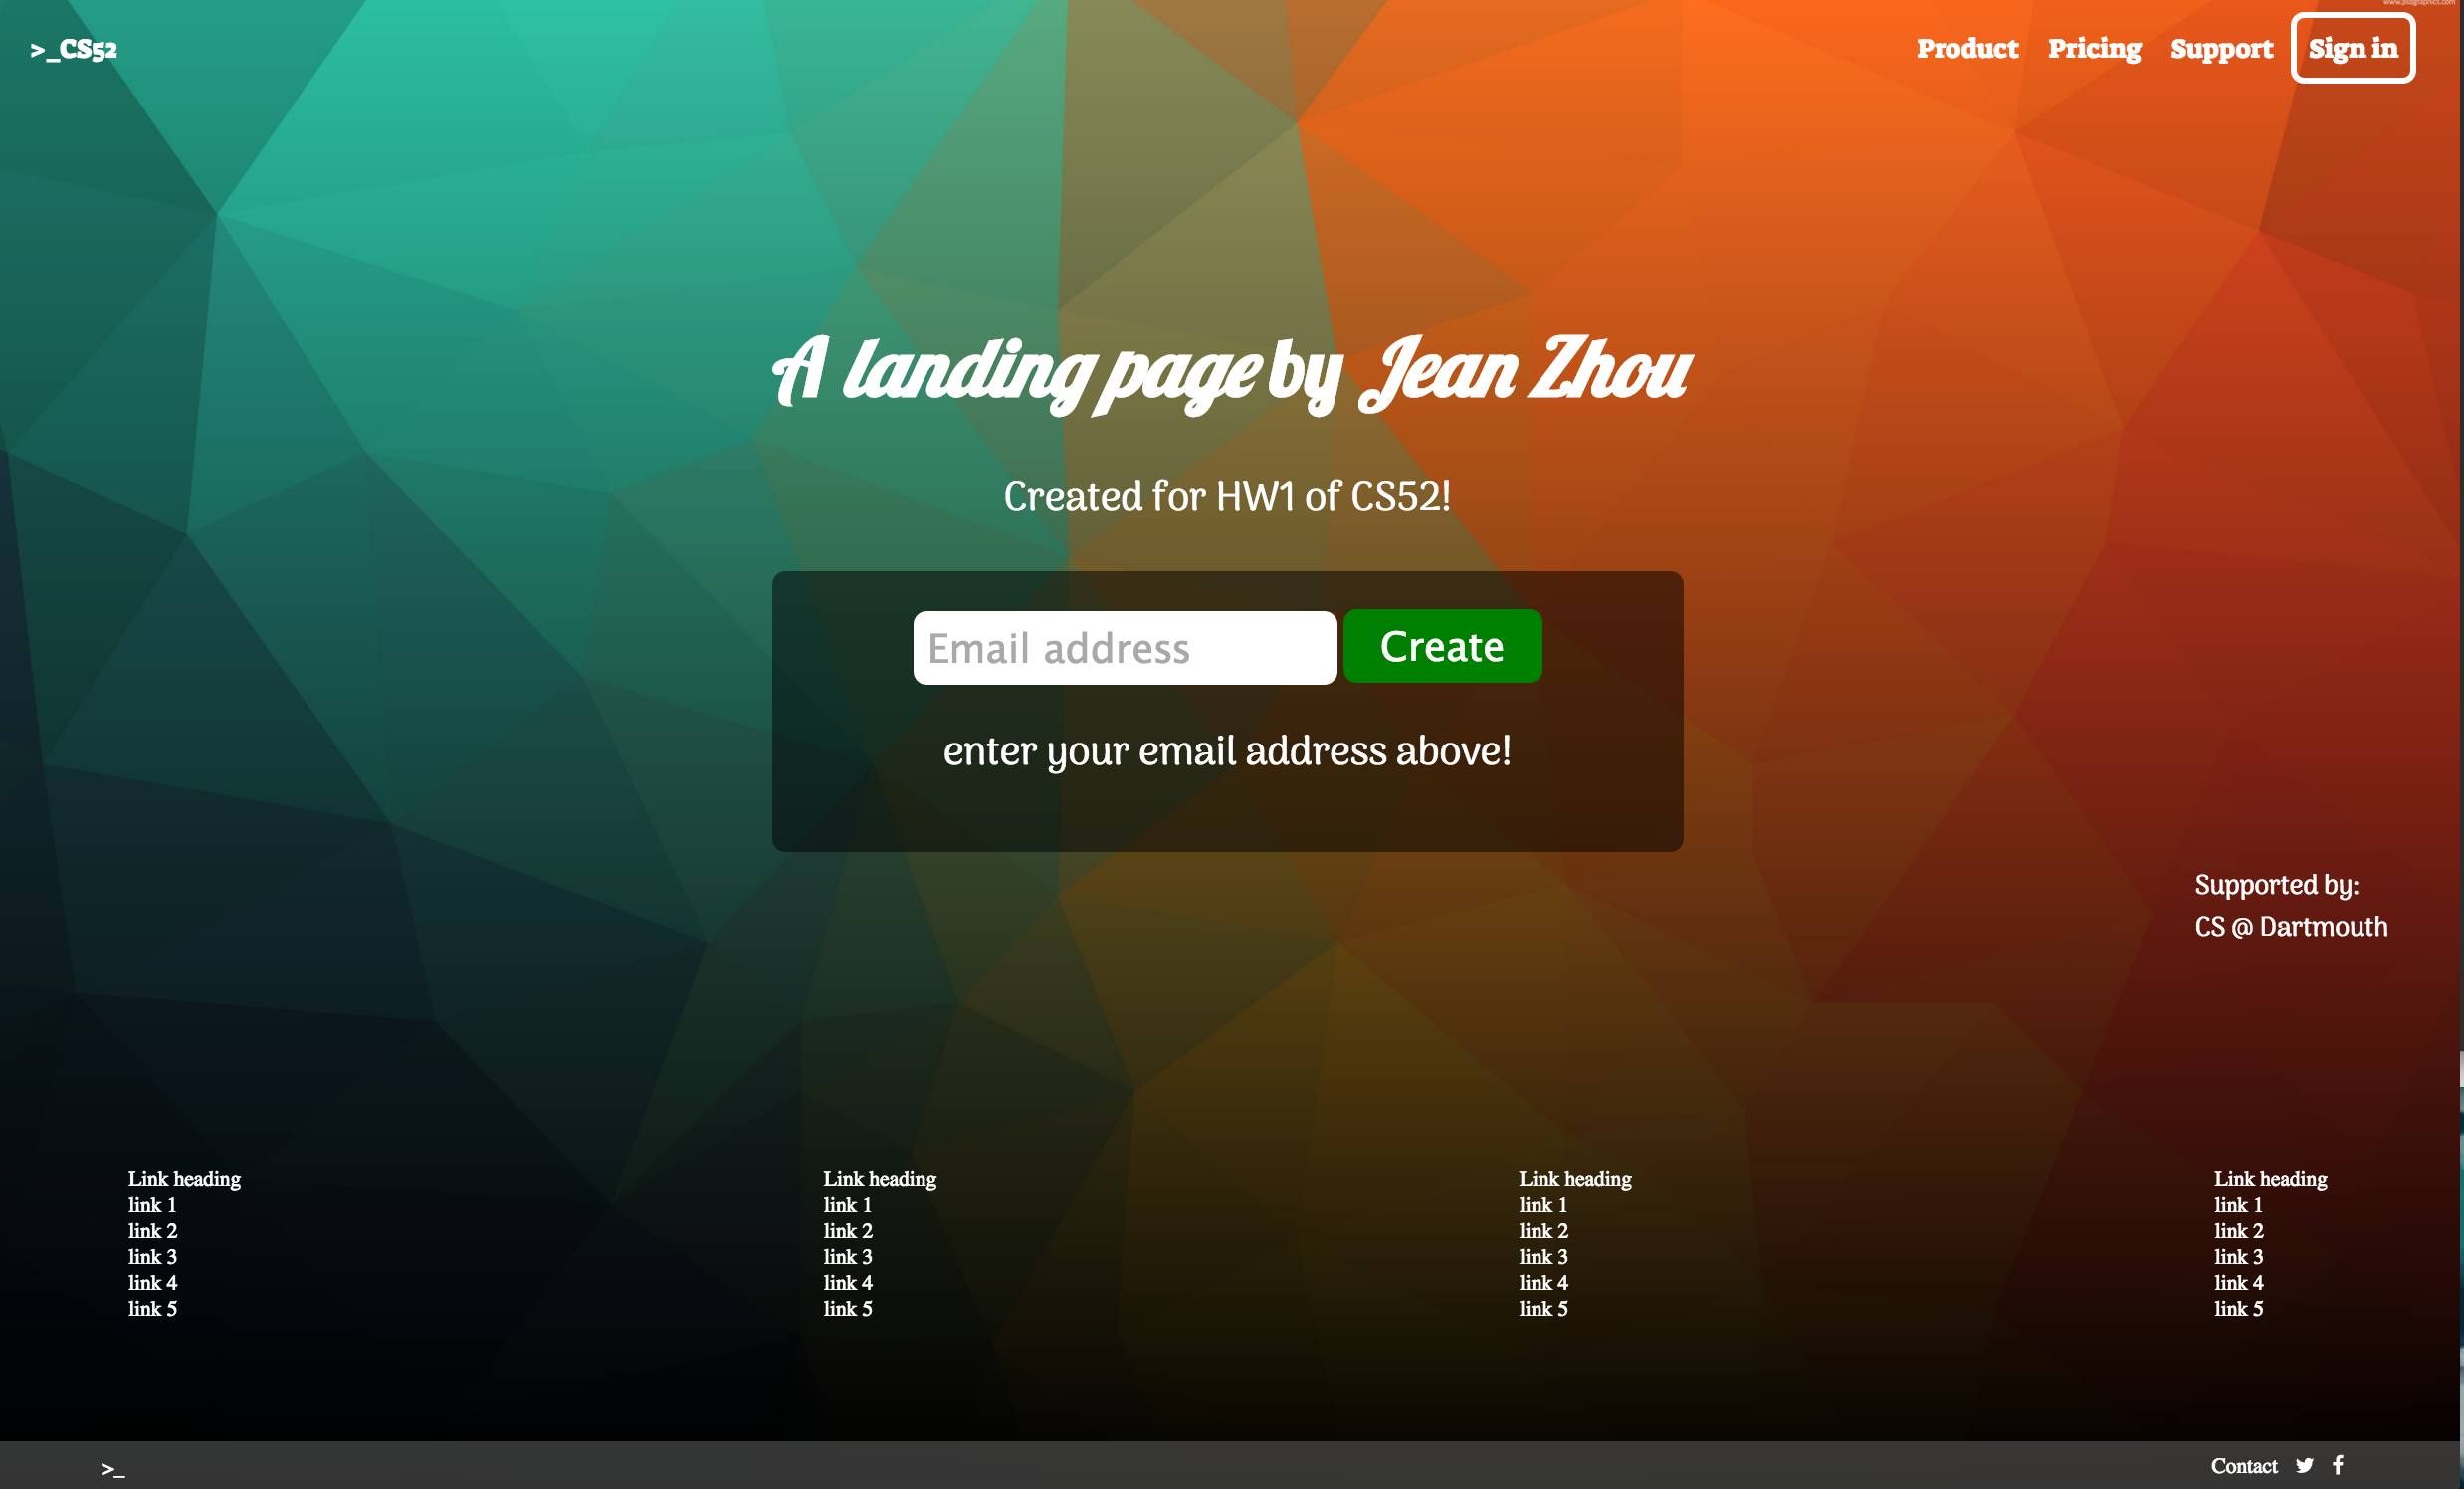 www.psdgraphics.com
>_CS52
Product Pricing Support Sign in
A landing page by Jean Zhou
Created for HW1 of CS52!
Email address Create
enter your email address above!
Supported by:
CS @ Dartmouth
Link heading
link 1
link 2
link 3
link 4
link 5
Link heading
link 1
link 2
link 3
link 4
link 5
Link heading
link 1
link 2
link 3
link 4
link 5
Link heading
link 1
link 2
link 3
link 4
link 5
>_
Contact